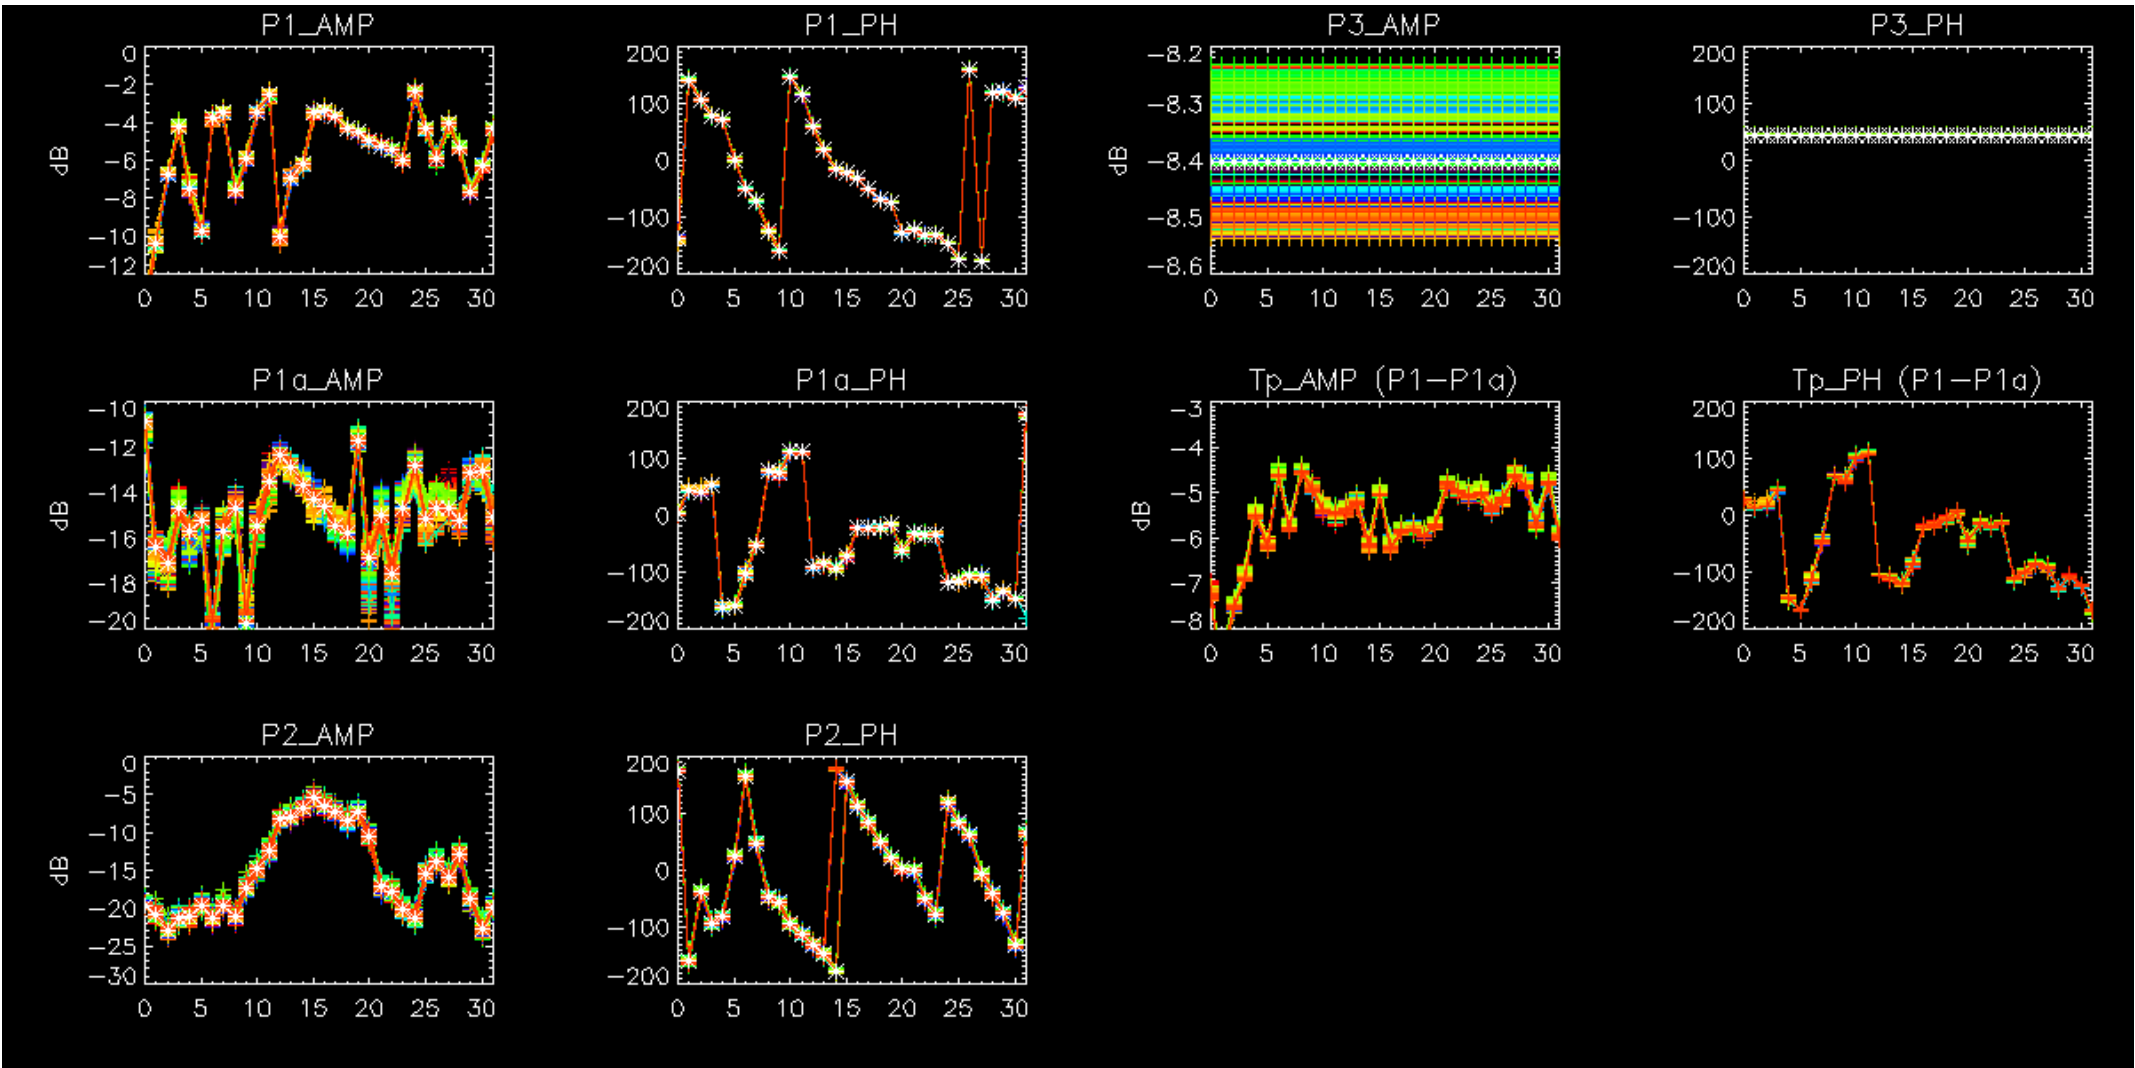 P1_AMP
0
−2
−4
−6
−8
−10
−12
dB
0 5 10 15 20 25 30
P1_PH
200
100
0
−100
−200
0 5 10 15 20 25 30
P3_AMP
−8.2
−8.3
−8.4
−8.5
−8.6
dB
0 5 10 15 20 25 30
P3_PH
200
100
0
−100
−200
0 5 10 15 20 25 30
P1a_AMP
−10
−12
−14
−16
−18
−20
dB
0 5 10 15 20 25 30
P1a_PH
200
100
0
−100
−200
0 5 10 15 20 25 30
Tp_AMP (P1−P1a)
−3
−4
−5
−6
−7
−8
dB
0 5 10 15 20 25 30
Tp_PH (P1−P1a)
200
100
0
−100
−200
0 5 10 15 20 25 30
P2_AMP
0
−5
−10
−15
−20
−25
−30
dB
0 5 10 15 20 25 30
P2_PH
200
100
0
−100
−200
0 5 10 15 20 25 30